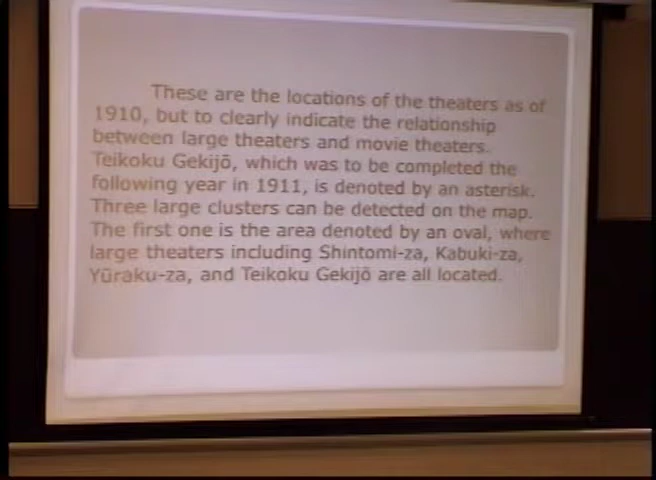 These are the locations of the theaters as of
1910, but to clearly indicate the relationship
between large theaters and movie theaters.
Teikoku Gekijō, which was to be completed the
following year in 1911, is denoted by an asterisk.
Three large clusters can be detected on the map.
The first one is the area denoted by an oval, where
large theaters including Shintomi-za, Kabuki-za,
Yūraku-za, and Teikoku Gekijō are all located.